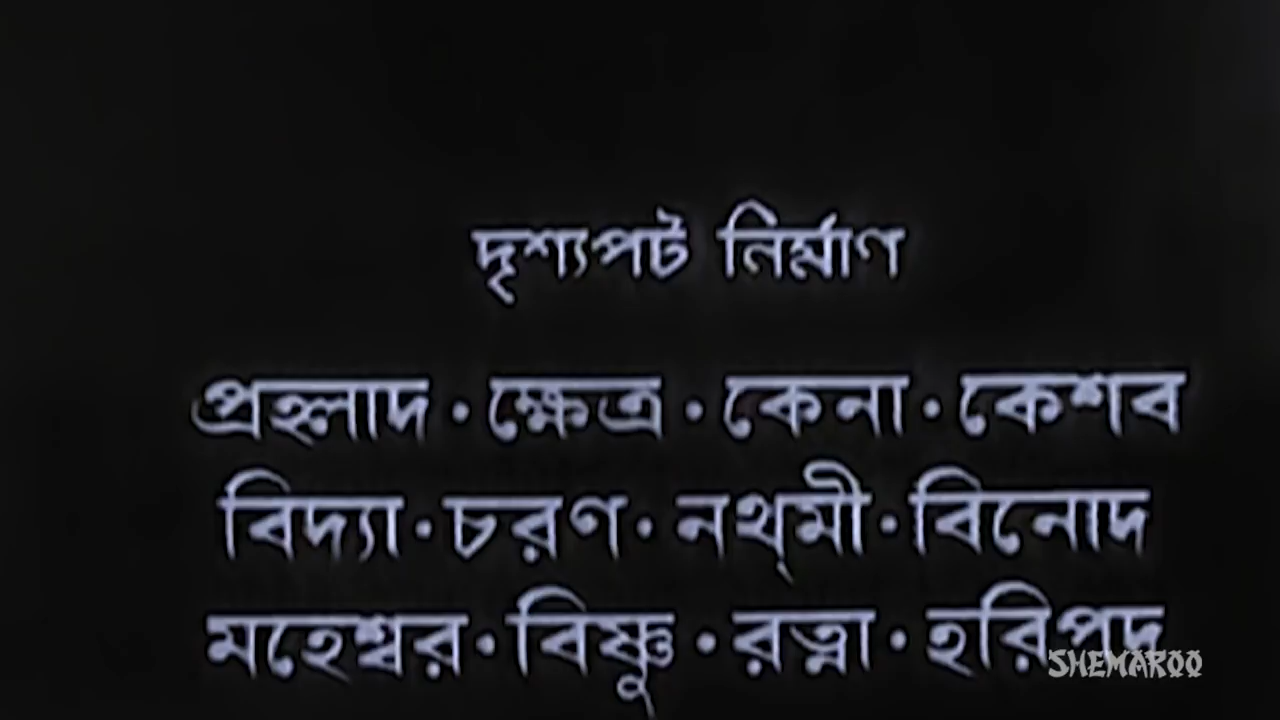 দৃশ্যপট নির্মাণ
প্রহ্লাদ · ক্ষেত্র · কেনা · কেশব
বিদ্যা · চরণ · নথ্মী · বিনোদ
মহেশ্বর · বিষ্ণু · রত্না · হরিপদ
SHEMAROO